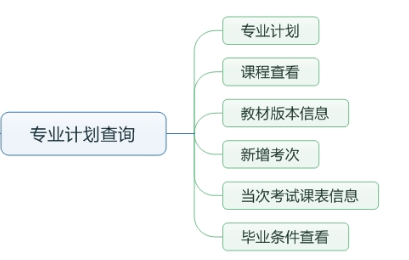 专业计划查询
专业计划
课程查看
教材版本信息
新增考次
当次考试课表信息
毕业条件查看